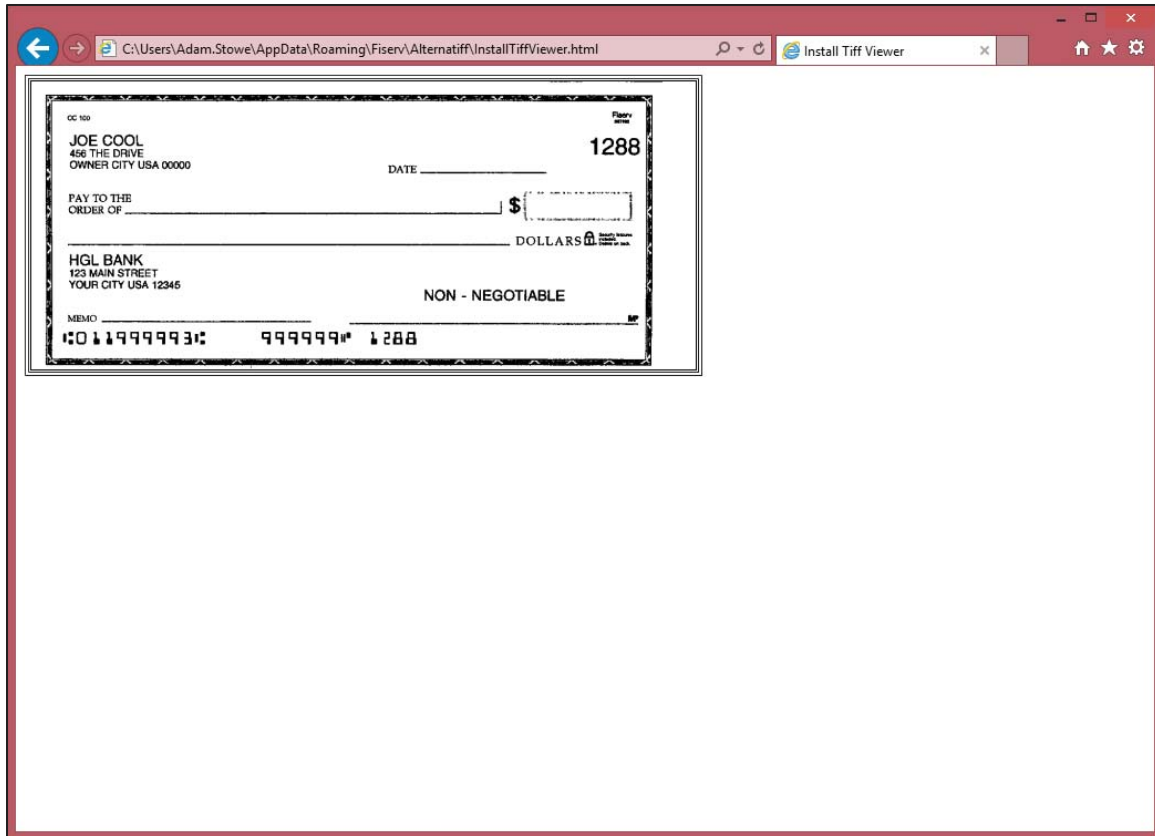 C:\Users\Adam.Stowe\AppData\Roaming\Fiserv\Alternatiff\InstallTiffViewer.html
Install Tiff Viewer
CC 100
Fiserv
JOE COOL
1288
456 THE DRIVE
OWNER CITY USA 00000
DATE
PAY TO THE
ORDER OF
$
DOLLARS
HGL BANK
123 MAIN STREET
YOUR CITY USA 12345
NON - NEGOTIABLE
MEMO
MP
⑆011999993⑆ 999999⑈ 1288